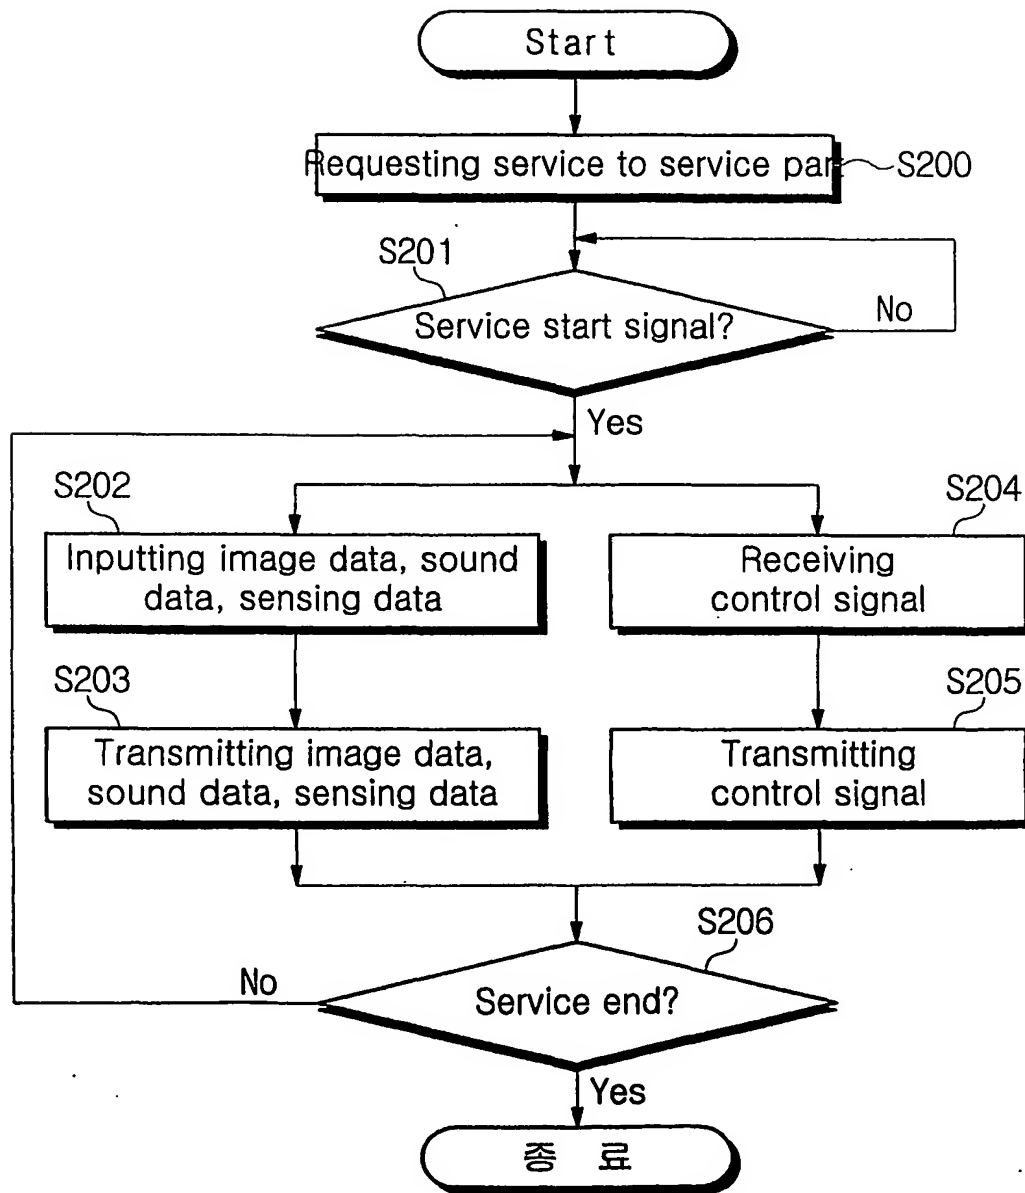 Start
Requesting service to service part
S200
S201
Service start signal?
No
Yes
S202
Inputting image data, sound
data, sensing data
S204
Receiving
control signal
S203
Transmitting image data,
sound data, sensing data
S205
Transmitting
control signal
S206
Service end?
No
Yes
종 료